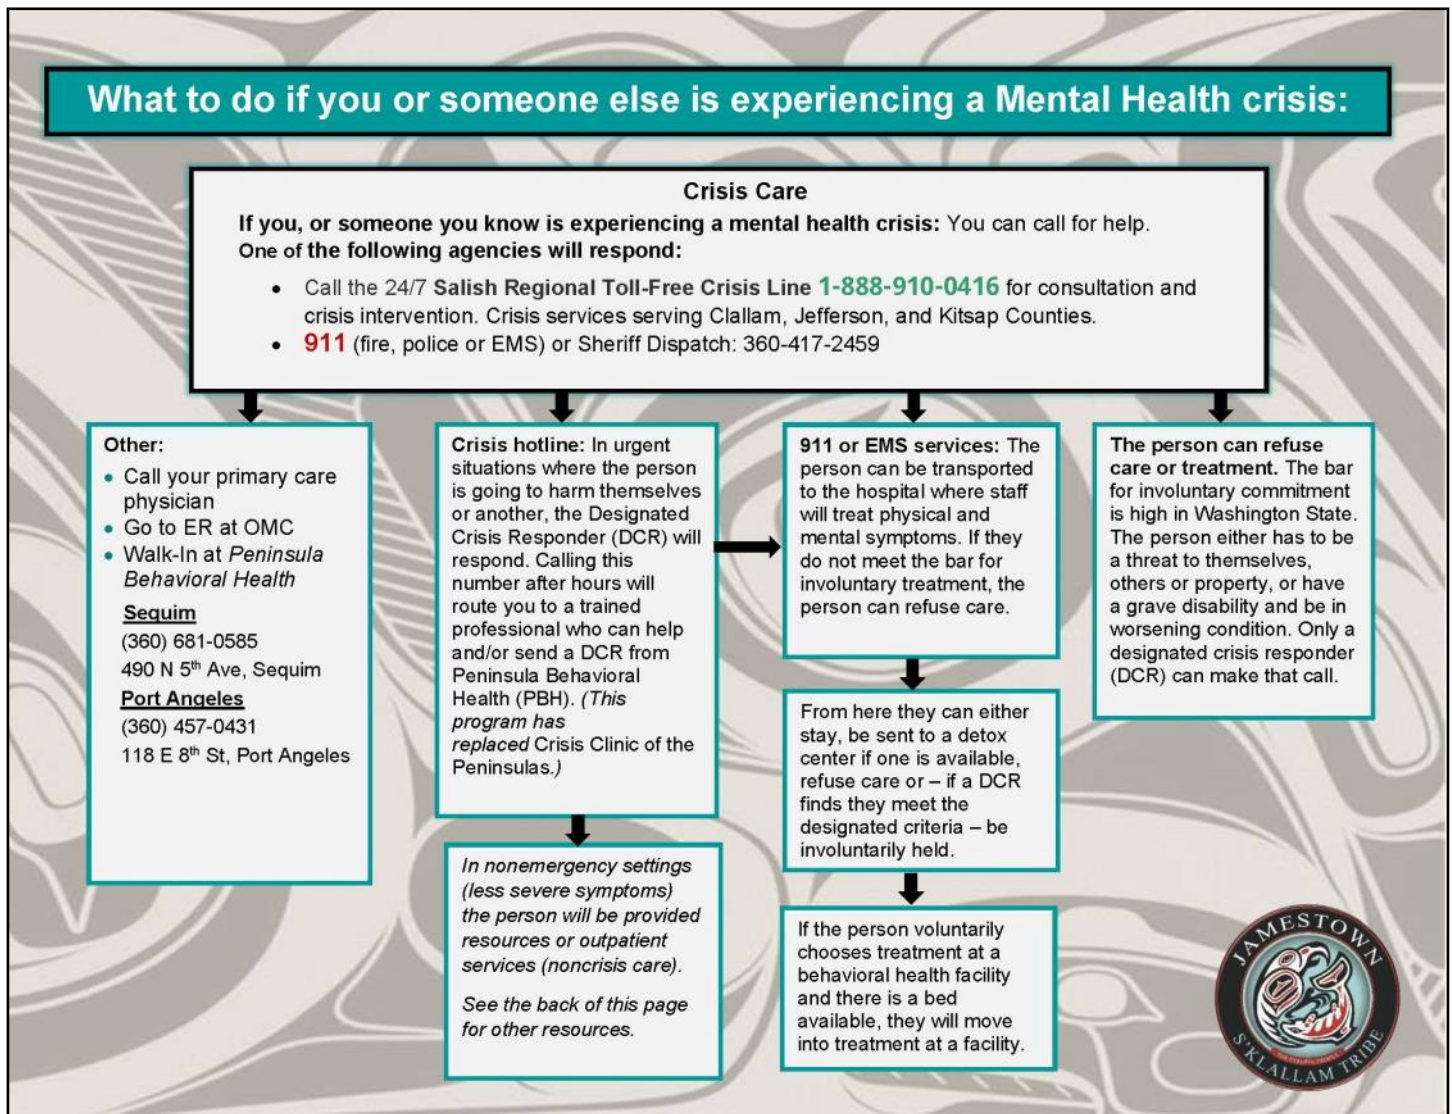 What to do if you or someone else is experiencing a Mental Health crisis:
Crisis Care
If you, or someone you know is experiencing a mental health crisis: You can call for help.
One of the following agencies will respond:
• Call the 24/7 Salish Regional Toll-Free Crisis Line 1-888-910-0416 for consultation and
crisis intervention. Crisis services serving Clallam, Jefferson, and Kitsap Counties.
• 911 (fire, police or EMS) or Sheriff Dispatch: 360-417-2459
Other:
• Call your primary care
physician
• Go to ER at OMC
• Walk-In at Peninsula
Behavioral Health
Sequim
(360) 681-0585
490 N 5th Ave, Sequim
Port Angeles
(360) 457-0431
118 E 8th St, Port Angeles
Crisis hotline: In urgent
situations where the person
is going to harm themselves
or another, the Designated
Crisis Responder (DCR) will
respond. Calling this
number after hours will
route you to a trained
professional who can help
and/or send a DCR from
Peninsula Behavioral
Health (PBH). (This
program has
replaced Crisis Clinic of the
Peninsulas.)
In nonemergency settings
(less severe symptoms)
the person will be provided
resources or outpatient
services (noncrisis care).
See the back of this page
for other resources.
911 or EMS services: The
person can be transported
to the hospital where staff
will treat physical and
mental symptoms. If they
do not meet the bar for
involuntary treatment, the
person can refuse care.
From here they can either
stay, be sent to a detox
center if one is available,
refuse care or – if a DCR
finds they meet the
designated criteria – be
involuntarily held.
If the person voluntarily
chooses treatment at a
behavioral health facility
and there is a bed
available, they will move
into treatment at a facility.
The person can refuse
care or treatment. The bar
for involuntary commitment
is high in Washington State.
The person either has to be
a threat to themselves,
others or property, or have
a grave disability and be in
worsening condition. Only a
designated crisis responder
(DCR) can make that call.
JAMESTOWN
S'KLALLAM TRIBE